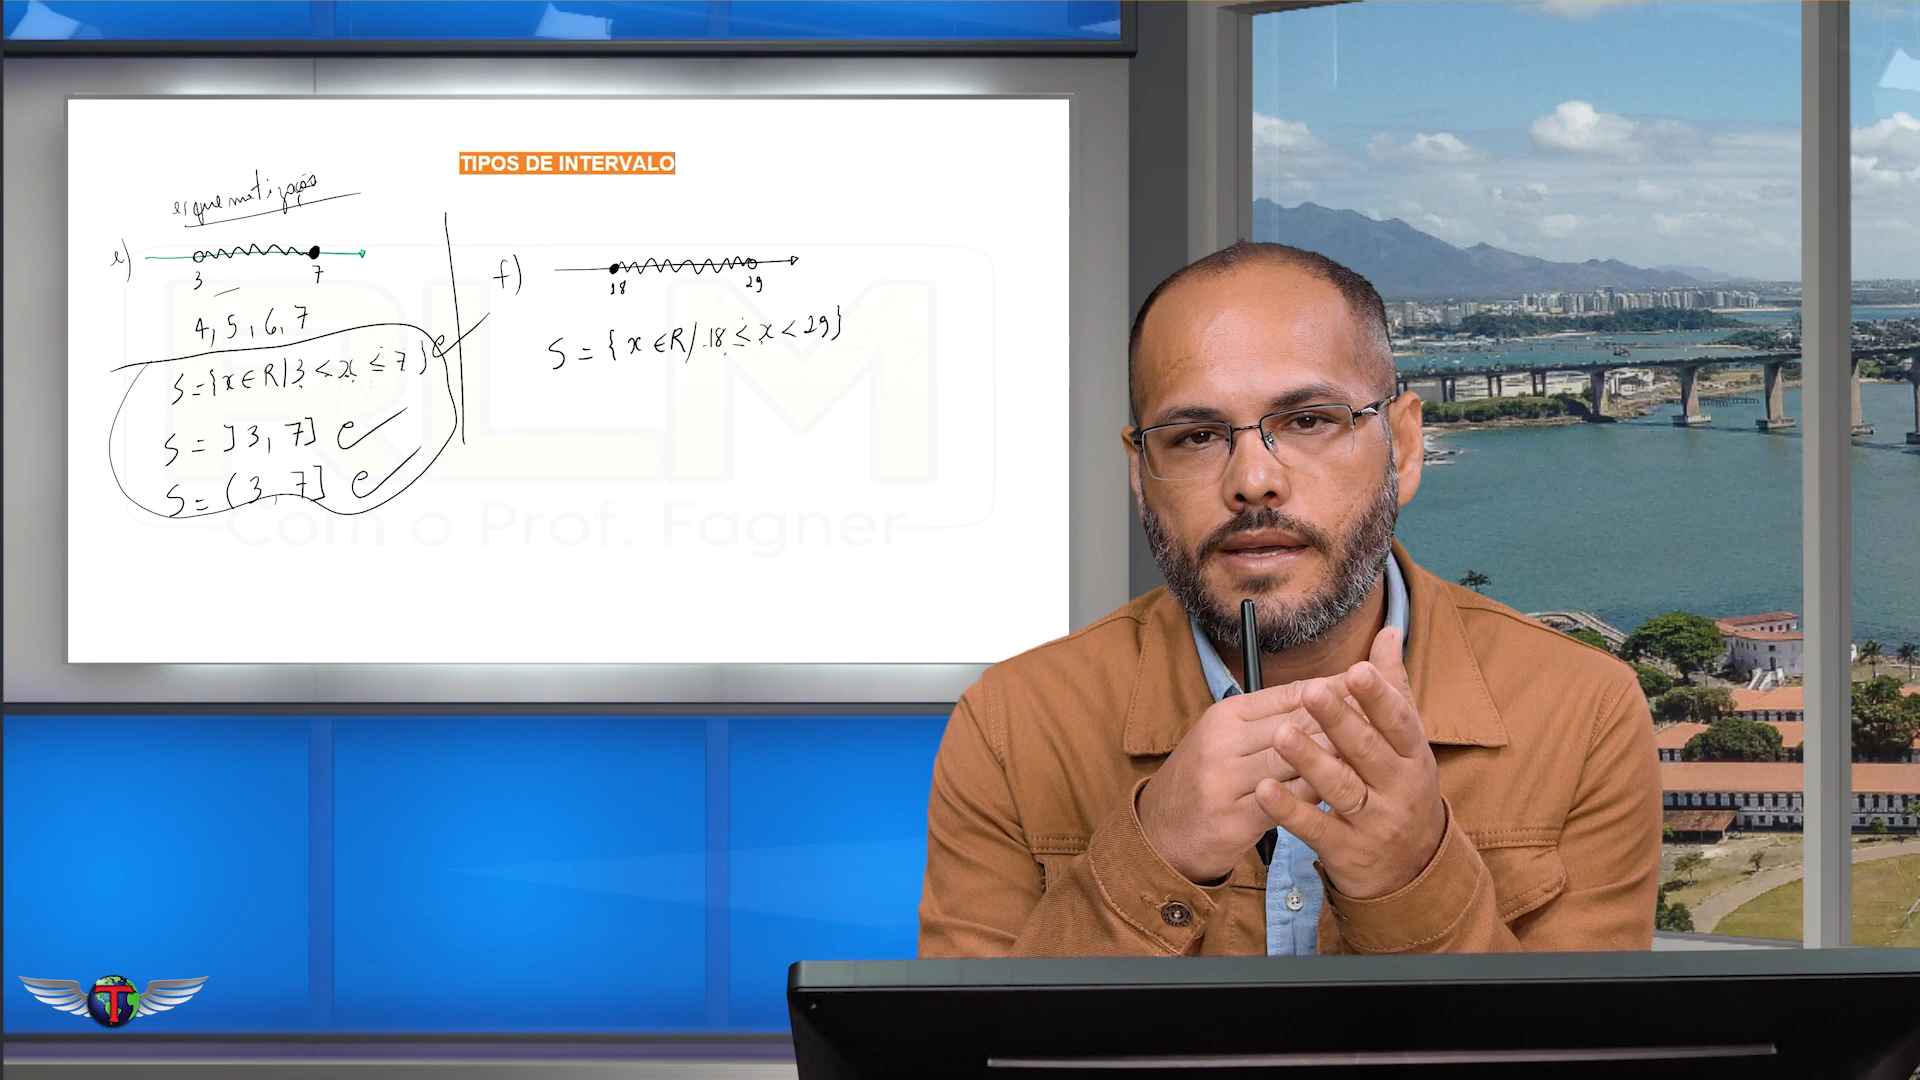 TIPOS DE INTERVALO
esquematização
e)
3 7
4, 5, 6, 7
S={x∈R/3<x≤7}
S = ]3, 7]
S = (3, 7]
f)
18 29
S = {x∈R/18≤x<29}
RLM
Com o Prof. Fagner
T